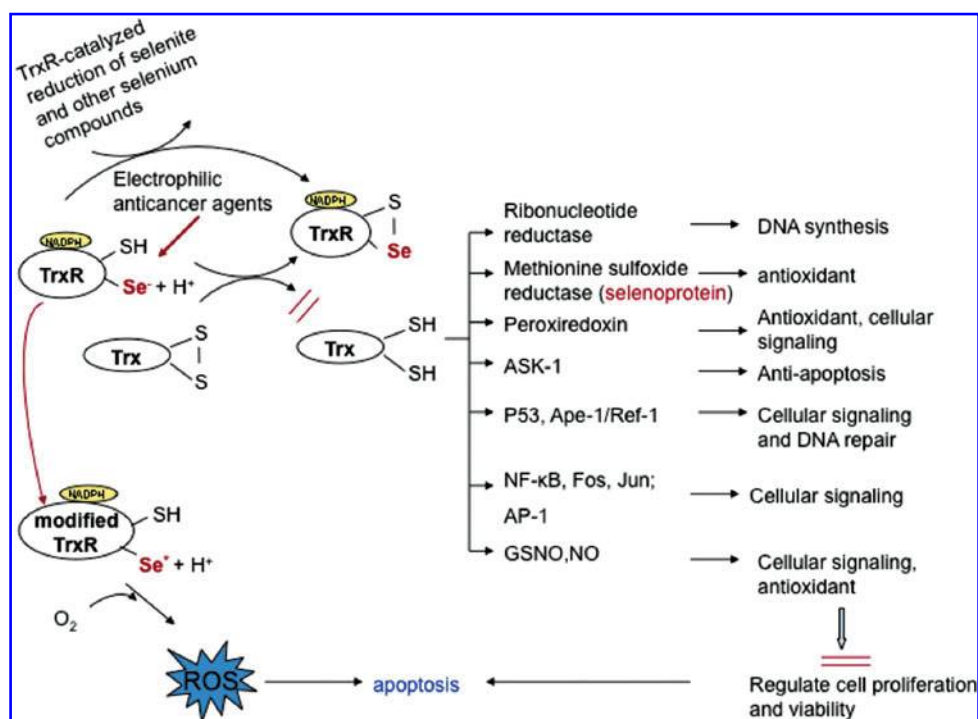 TrxR-catalyzed
reduction of selenite
and other selenium
compounds
Electrophilic
anticancer agents
NADPH
TrxR
SH
Se⁻ + H⁺
NADPH
TrxR
S
Se
Trx
S
S
Trx
SH
SH
NADPH
modified
TrxR
SH
Se* + H⁺
O₂
ROS
apoptosis
Ribonucleotide
reductase
DNA synthesis
Methionine sulfoxide
reductase (selenoprotein)
antioxidant
Peroxiredoxin
Antioxidant, cellular
signaling
ASK-1
Anti-apoptosis
P53, Ape-1/Ref-1
Cellular signaling
and DNA repair
NF-κB, Fos, Jun;
AP-1
Cellular signaling
GSNO,NO
Cellular signaling,
antioxidant
Regulate cell proliferation
and viability